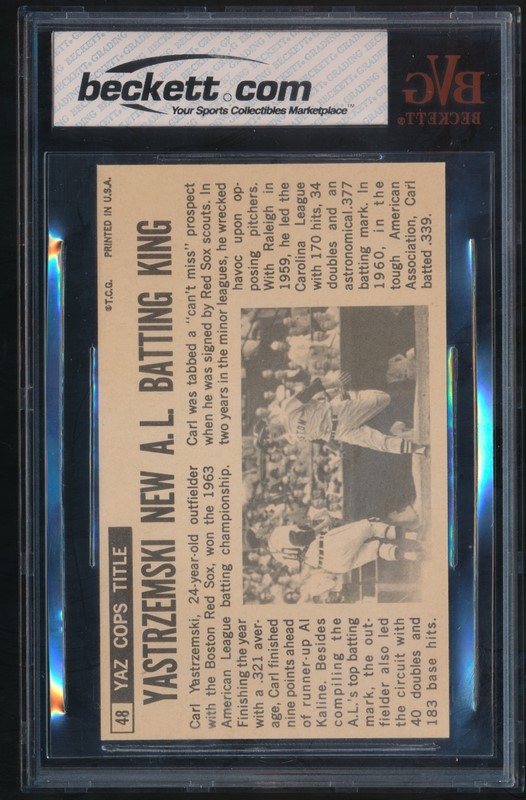 beckett.com
Your Sports Collectibles Marketplace™
BVG
BECKETT®
48 YAZ COPS TITLE
©T.C.G. PRINTED IN U.S.A.
YASTRZEMSKI NEW A.L. BATTING KING
Carl Yastrzemski, 24-year-old outfielder
with the Boston Red Sox, won the 1963
American League batting championship.
Finishing the year
with a .321 aver-
age, Carl finished
nine points ahead
of runner-up Al
Kaline. Besides
compiling the
A.L.'s top batting
mark, the out-
fielder also led
the circuit with
40 doubles and
183 base hits.
Carl was tabbed a "can't miss" prospect
when he was signed by Red Sox scouts. In
two years in the minor leagues, he wrecked
havoc upon op-
posing pitchers.
With Raleigh in
1959, he led the
Carolina League
with 170 hits, 34
doubles and an
astronomical.377
batting mark. In
1960, in the
tough American
Association, Carl
batted .339.